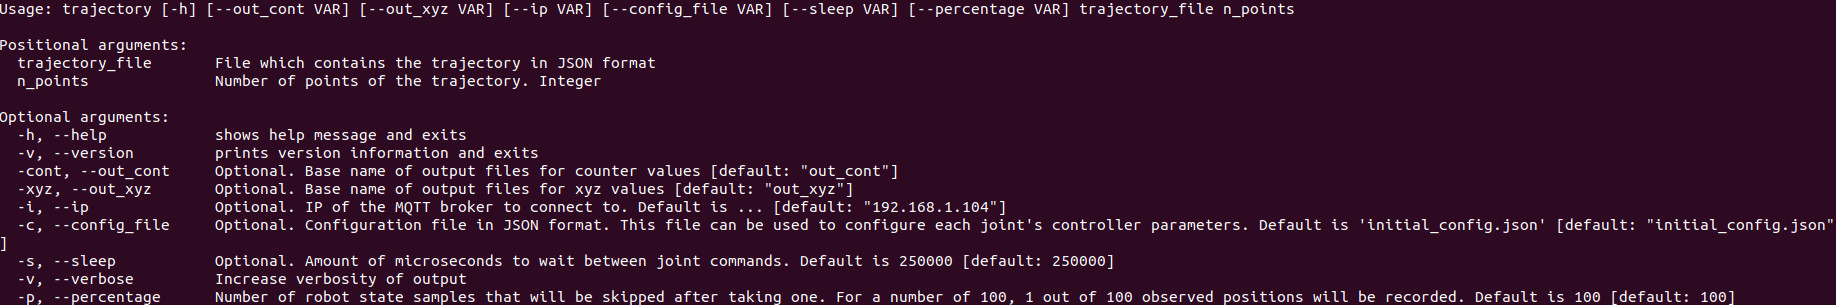 Usage: trajectory [-h] [--out_cont VAR] [--out_xyz VAR] [--ip VAR] [--config_file VAR] [--sleep VAR] [--percentage VAR] trajectory_file n_points
Positional arguments:
trajectory_file File which contains the trajectory in JSON format
n_points Number of points of the trajectory. Integer
Optional arguments:
-h, --help shows help message and exits
-v, --version prints version information and exits
-cont, --out_cont Optional. Base name of output files for counter values [default: "out_cont"]
-xyz, --out_xyz Optional. Base name of output files for xyz values [default: "out_xyz"]
-i, --ip Optional. IP of the MQTT broker to connect to. Default is ... [default: "192.168.1.104"]
-c, --config_file Optional. Configuration file in JSON format. This file can be used to configure each joint's controller parameters. Default is 'initial_config.json' [default: "initial_config.json"
]
-s, --sleep Optional. Amount of microseconds to wait between joint commands. Default is 250000 [default: 250000]
-v, --verbose Increase verbosity of output
-p, --percentage Number of robot state samples that will be skipped after taking one. For a number of 100, 1 out of 100 observed positions will be recorded. Default is 100 [default: 100]